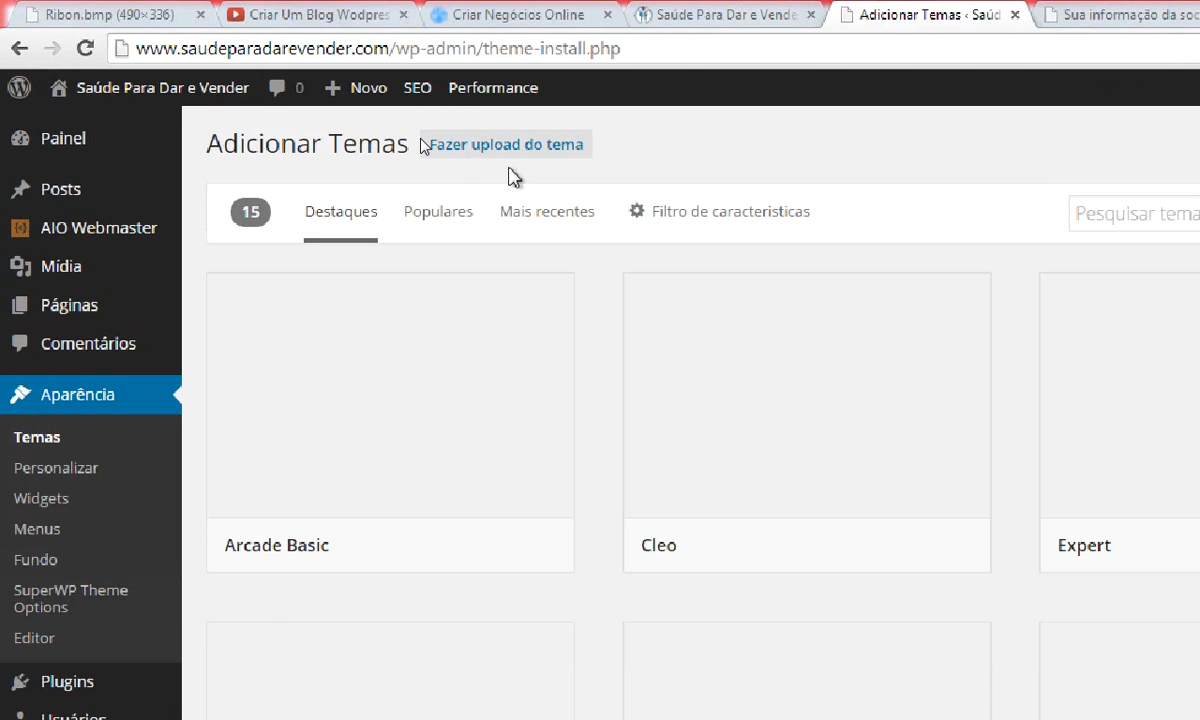 Ribon.bmp (490×336)
Criar Um Blog Wodpres
Criar Negócios Online
Saúde Para Dar e Vende
Adicionar Temas ‹ Saúd
Sua informação da soc
www.saudeparadarevender.com/wp-admin/theme-install.php
Saúde Para Dar e Vender
0
Novo
SEO
Performance
Painel
Posts
AIO Webmaster
Mídia
Páginas
Comentários
Aparência
Temas
Personalizar
Widgets
Menus
Fundo
SuperWP Theme
Options
Editor
Plugins
Usuários
Adicionar Temas
Fazer upload do tema
15
Destaques
Populares
Mais recentes
Filtro de caracteristicas
Pesquisar tema
Arcade Basic
Cleo
Expert